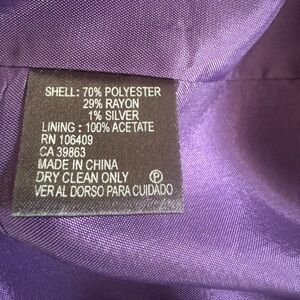 SHELL: 70% POLYESTER
29% RAYON
1% SILVER
LINING : 100% ACETATE
RN 106409
CA 39863
MADE IN CHINA
DRY CLEAN ONLY Ⓟ
VER AL DORSO PARA CUIDADO